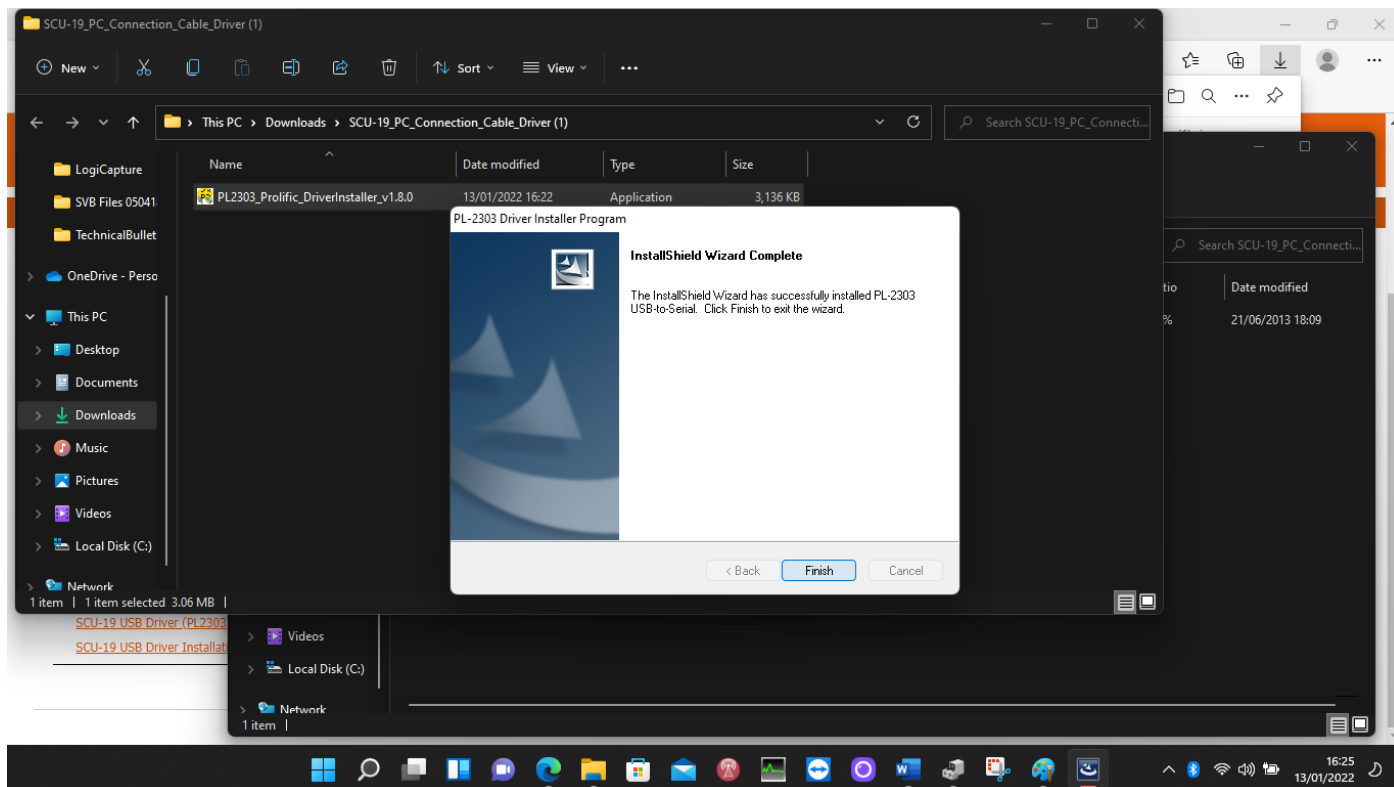 SCU-19_PC_Connection_Cable_Driver (1)
New
Sort
View
This PC > Downloads > SCU-19_PC_Connection_Cable_Driver (1)
Search SCU-19_PC_Connecti...
Name
Date modified
Type
Size
LogiCapture
SVB Files 05041
TechnicalBullet
OneDrive - Perso
This PC
Desktop
Documents
Downloads
Music
Pictures
Videos
Local Disk (C:)
Network
PL2303_Prolific_DriverInstaller_v1.8.0
13/01/2022 16:22
Application
3,136 KB
PL-2303 Driver Installer Program
InstallShield Wizard Complete
The InstallShield Wizard has successfully installed PL-2303
USB-to-Serial. Click Finish to exit the wizard.
< Back
Finish
Cancel
1 item
1 item selected 3.06 MB
Search SCU-19_PC_Connecti...
tio
Date modified
%
21/06/2013 18:09
SCU-19 USB Driver (PL2303
SCU-19 USB Driver Installat
Videos
Local Disk (C:)
Network
1 item
16:25
13/01/2022